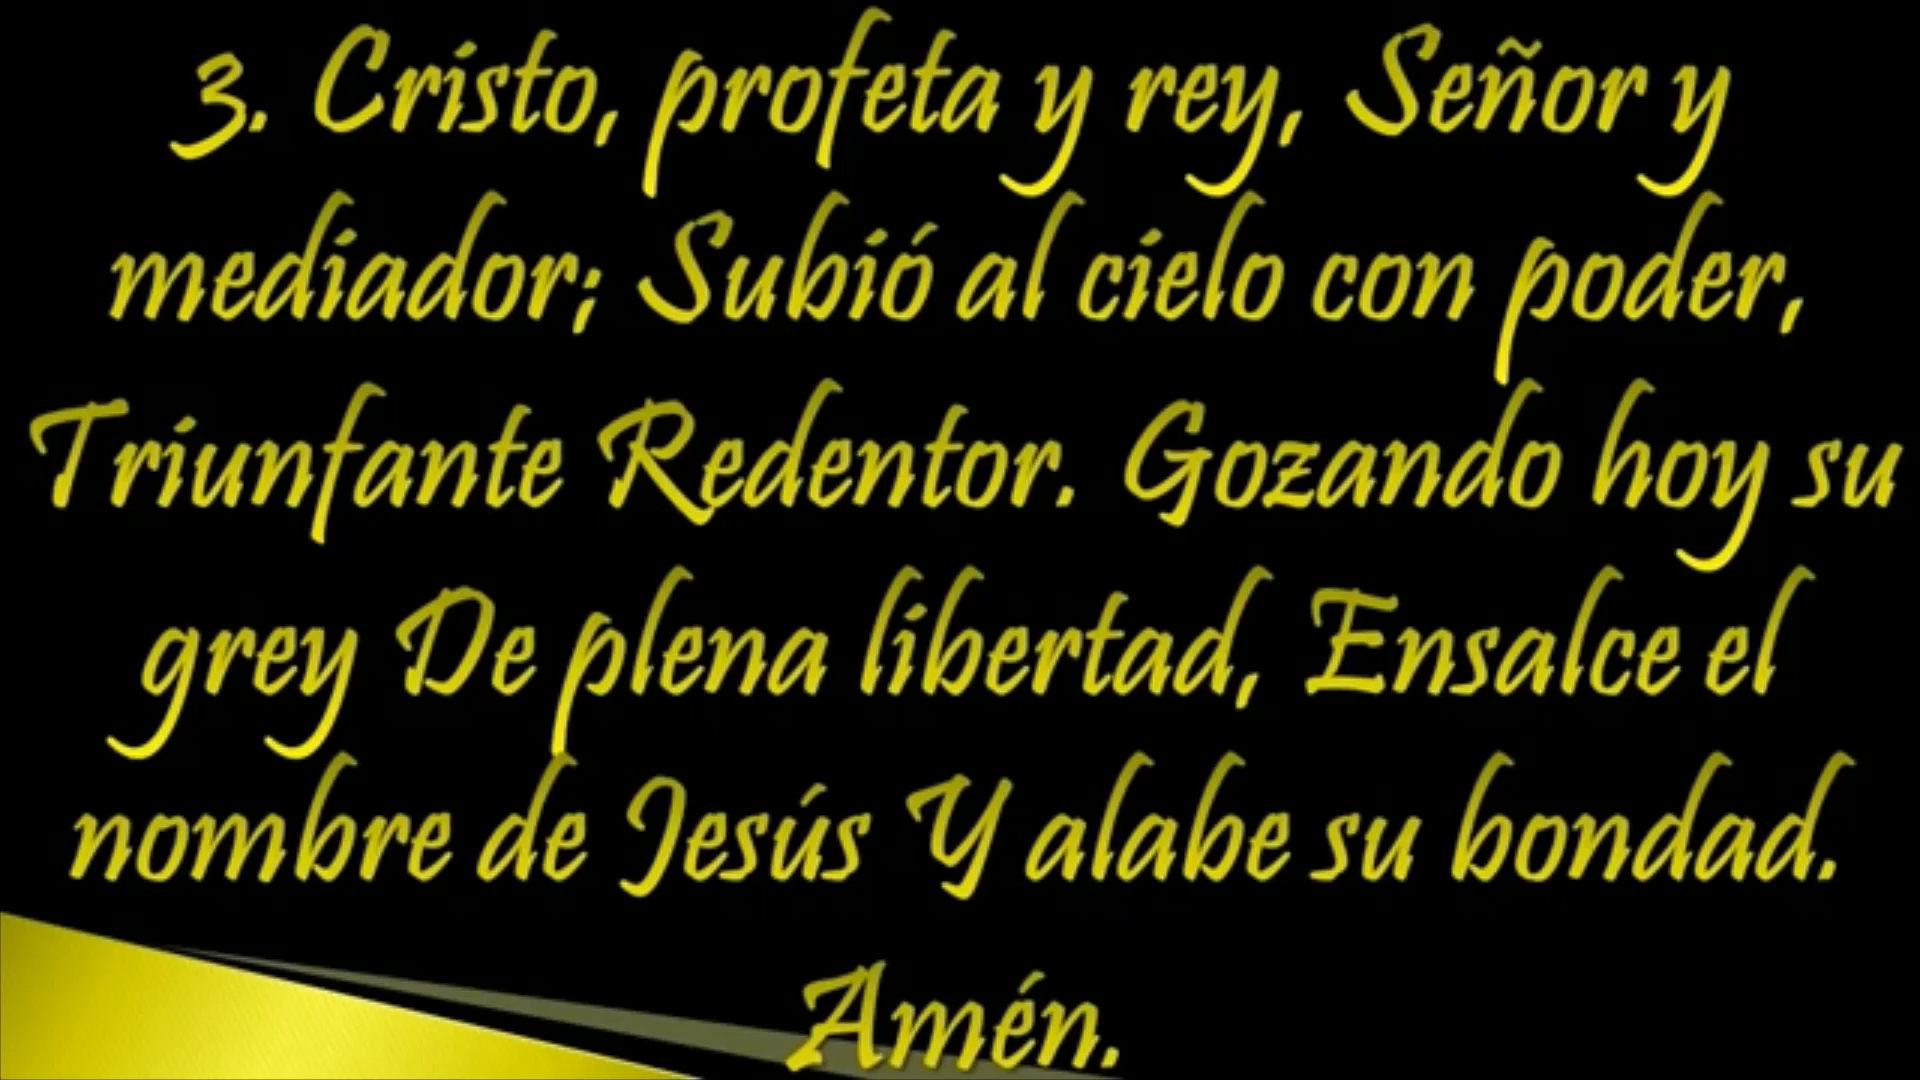 3. Cristo, profeta y rey, Señor y
mediador; Subió al cielo con poder,
Triunfante Redentor. Gozando hoy su
grey De plena libertad, Ensalce el
nombre de Jesús Y alabe su bondad.
Amén.